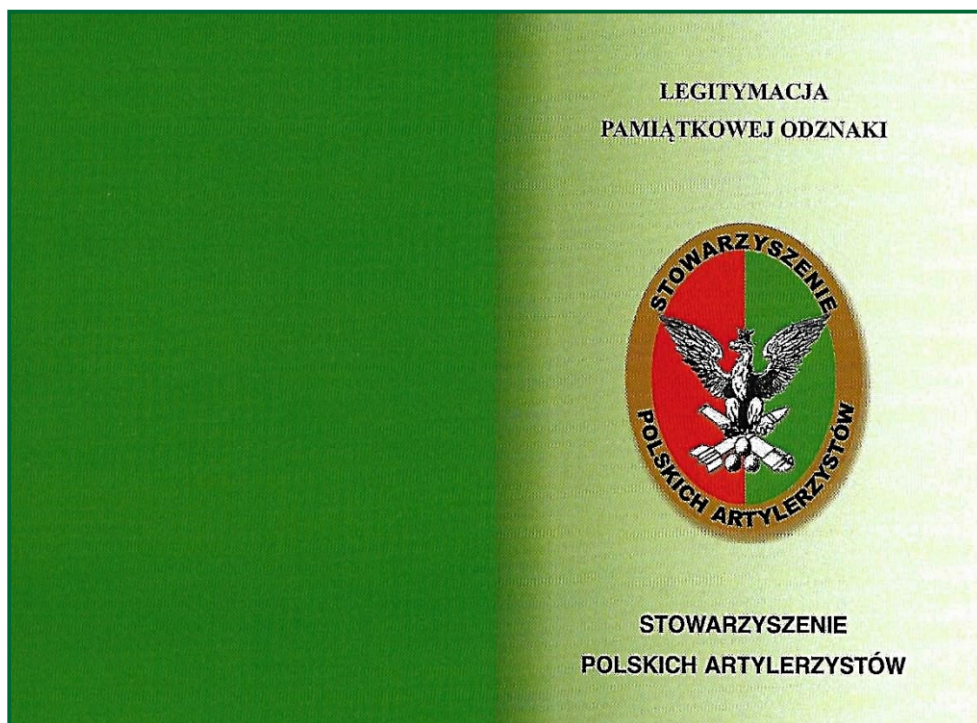 LEGITYMACJA
PAMIĄTKOWEJ ODZNAKI
STOWARZYSZENIE
POLSKICH ARTYLERZYSTÓW
STOWARZYSZENIE
POLSKICH ARTYLERZYSTÓW